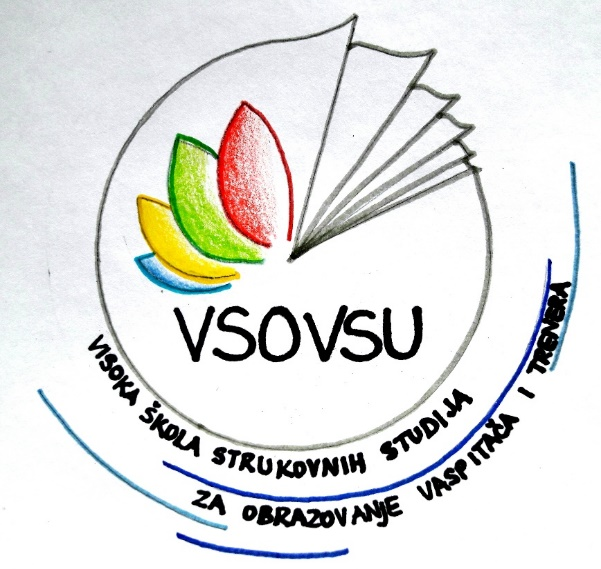 VSOVSU
VISOKA ŠKOLA STRUKOVNIH STUDIJA
ZA OBRAZOVANJE VASPITAČA I TRENERA